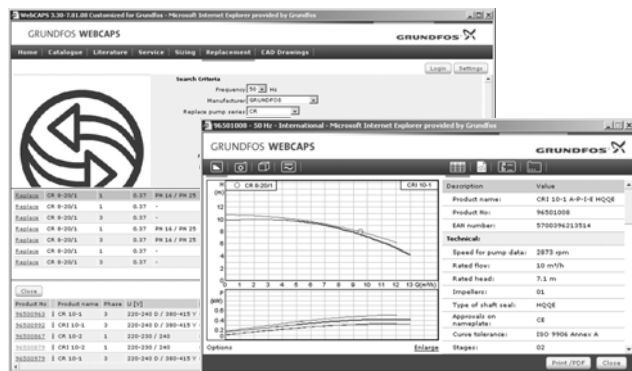 WebCAPS 3.30-7.01.08 Customized for Grundfos - Microsoft Internet Explorer provided by Grundfos
GRUNDFOS WEBCAPS
GRUNDFOS
Home Catalogue Literature Service Sizing Replacement CAD Drawings
Login Settings
Search Criteria
Frequency: 50 Hz
Manufacturer: GRUNDFOS
Replace pump series: CR
Replace CR 8-20/1 1 0.37 PN 16 / PN 25
Replace CR 8-20/1 1 0.37 -
Replace CR 8-20/1 3 0.37 -
Replace CR 8-20/1 3 0.37 PN 16 / PN 25
Replace CR 8-20/1 3 0.37 -
Replace CR 8-20/1 3 0.37 -
Close
Product No Product name Phase U [V]
CR 10-1 3 220-240 D / 380-415 Y
CRI 10-1 3 220-240 D / 380-415 Y
CR 10-2 1 220-230 / 240
CRI 10-2 1 220-230 / 240
96500979 CR 10-1 3 220-240 D / 380-415 Y
96501008 - 50 Hz - International - Microsoft Internet Explorer provided by Grundfos
GRUNDFOS WEBCAPS
GRUNDFOS
H
(m)
CR 8-20/1
CRI 10-1
12
10
8
6
4
2
0
0 1 2 3 4 5 6 7 8 9 10 11 12 13 Q(m³/h)
P
(kW)
0.4
0.2
0
Options
Enlarge
Description Value
Product name: CRI 10-1 A-P-I-E HQQE
Product No: 96501008
EAN number: 5700396213514
Technical:
Speed for pump data: 2873 rpm
Rated flow: 10 m³/h
Rated head: 7.1 m
Impellers: 01
Type of shaft seal: HQQE
Approvals on nameplate: CE
Curve tolerance: ISO 9906 Annex A
Stages: 02
Print /PDF Close